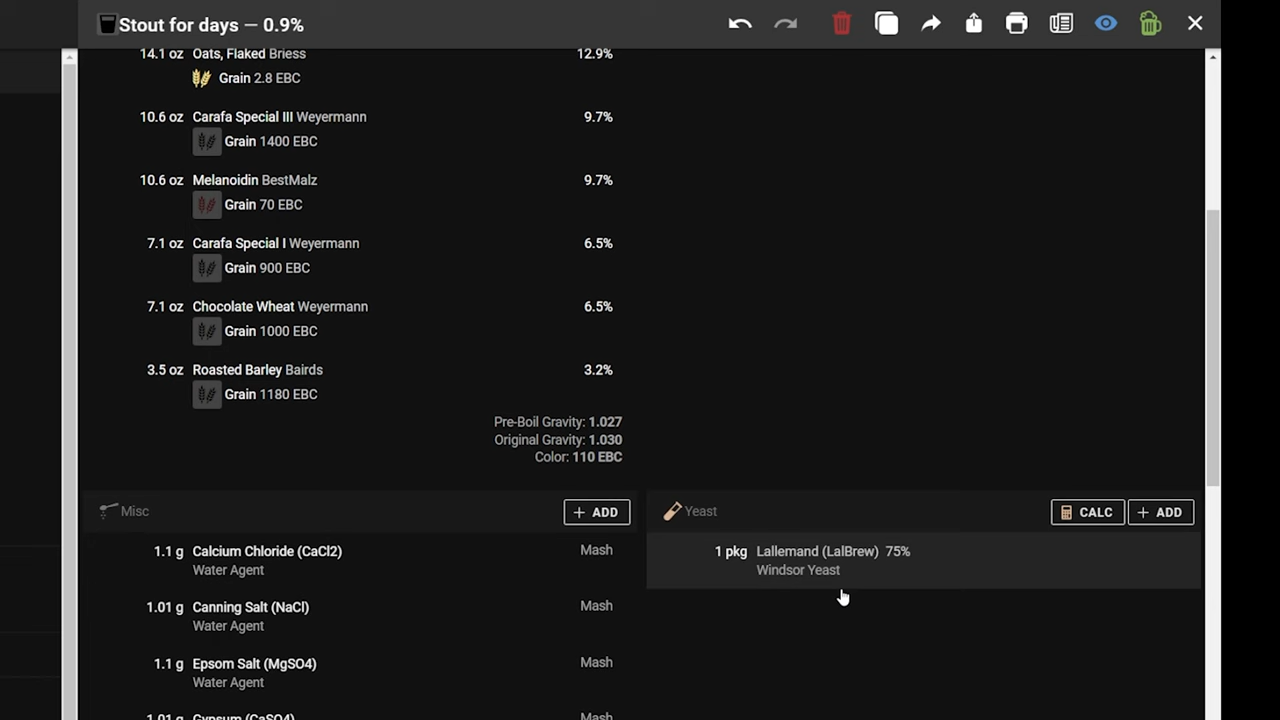 Stout for days — 0.9%
14.1 oz Oats, Flaked Briess 12.9%
Grain 2.8 EBC
10.6 oz Carafa Special III Weyermann 9.7%
Grain 1400 EBC
10.6 oz Melanoidin BestMalz 9.7%
Grain 70 EBC
7.1 oz Carafa Special I Weyermann 6.5%
Grain 900 EBC
7.1 oz Chocolate Wheat Weyermann 6.5%
Grain 1000 EBC
3.5 oz Roasted Barley Bairds 3.2%
Grain 1180 EBC
Pre-Boil Gravity: 1.027
Original Gravity: 1.030
Color: 110 EBC
Misc + ADD
1.1 g Calcium Chloride (CaCl2) Mash
Water Agent
1.01 g Canning Salt (NaCl) Mash
Water Agent
1.1 g Epsom Salt (MgSO4) Mash
Water Agent
1.01 g Gypsum (CaSO4) Mash
Yeast CALC + ADD
1 pkg Lallemand (LalBrew) 75%
Windsor Yeast